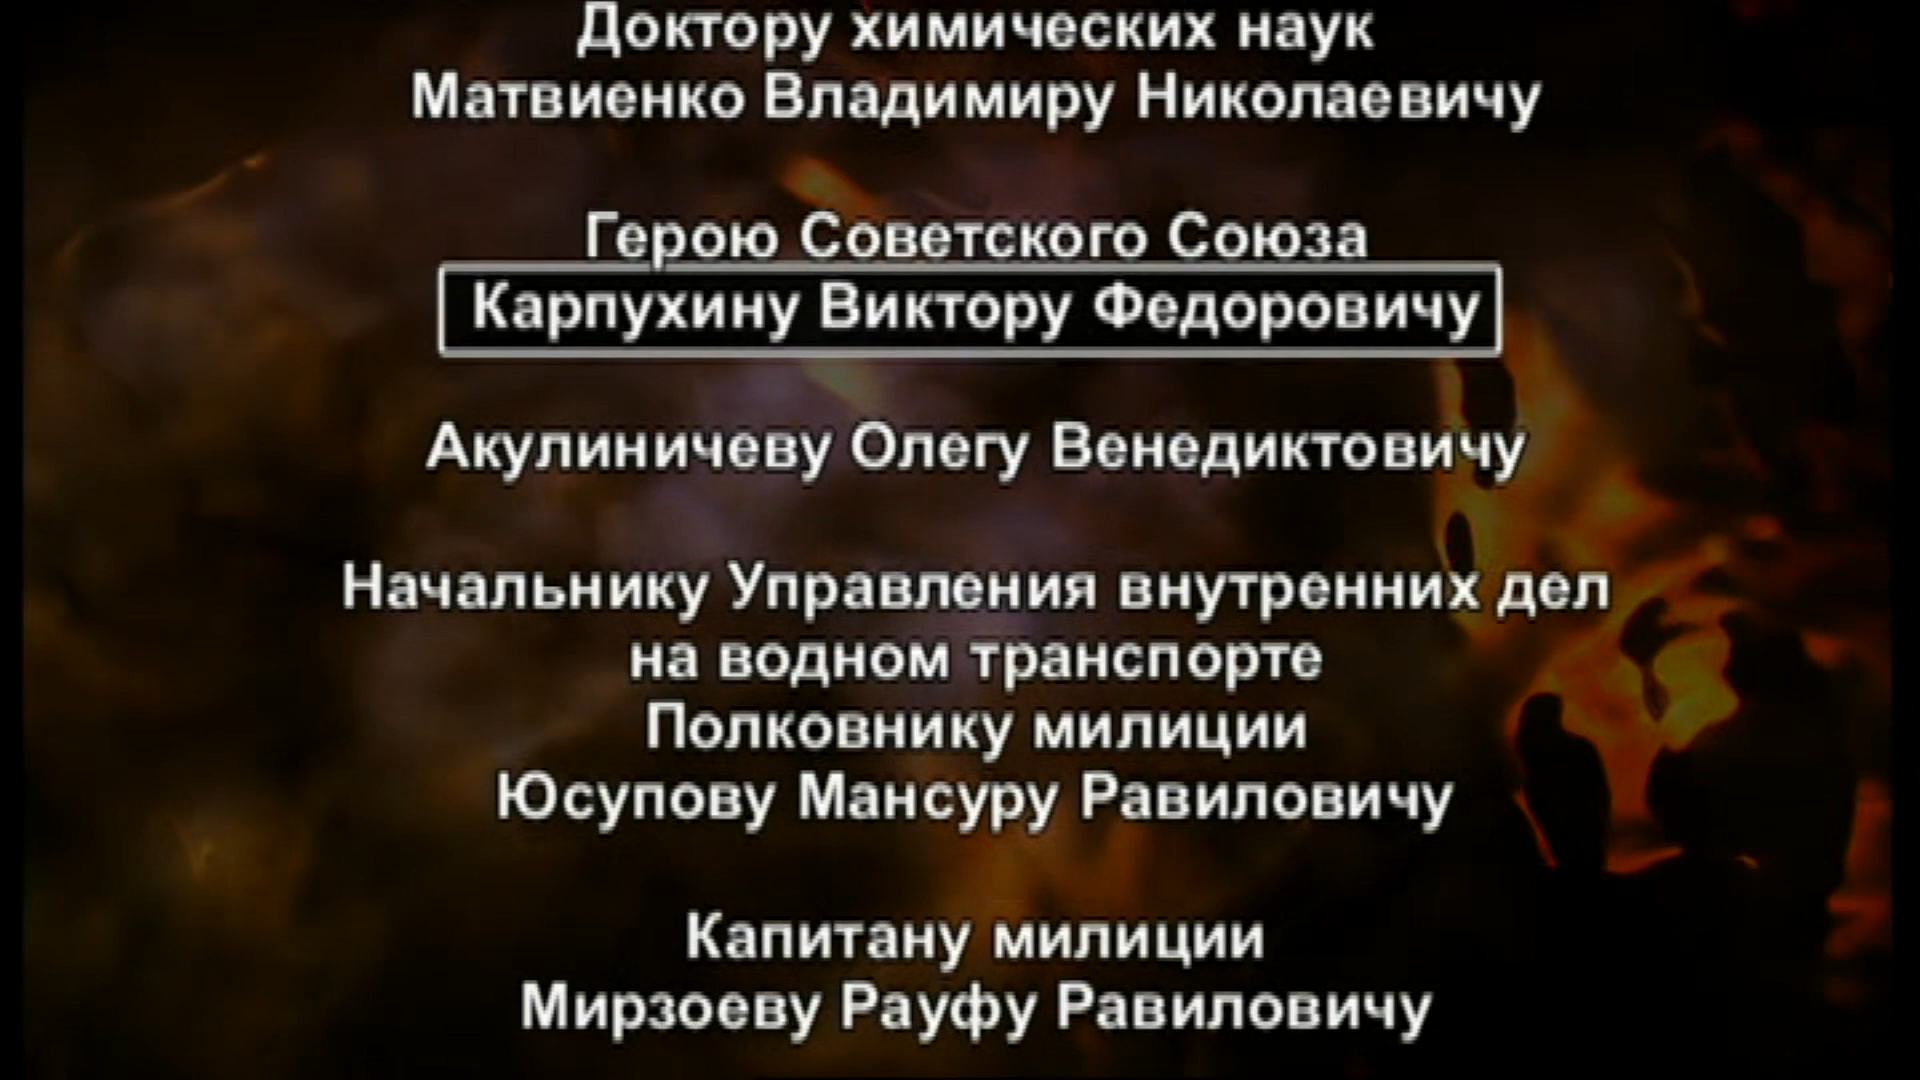 Доктору химических наук
Матвиенко Владимиру Николаевичу
Герою Советского Союза
Карпухину Виктору Федоровичу
Акулиничеву Олегу Венедиктовичу
Начальнику Управления внутренних дел
на водном транспорте
Полковнику милиции
Юсупову Мансуру Равиловичу
Капитану милиции
Мирзоеву Рауфу Равиловичу